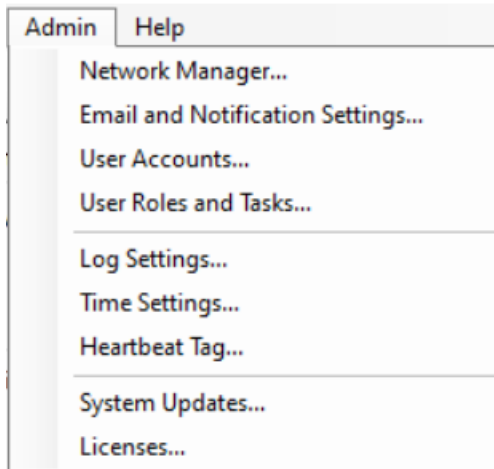 Admin Help
Network Manager...
Email and Notification Settings...
User Accounts...
User Roles and Tasks...
Log Settings...
Time Settings...
Heartbeat Tag...
System Updates...
Licenses...